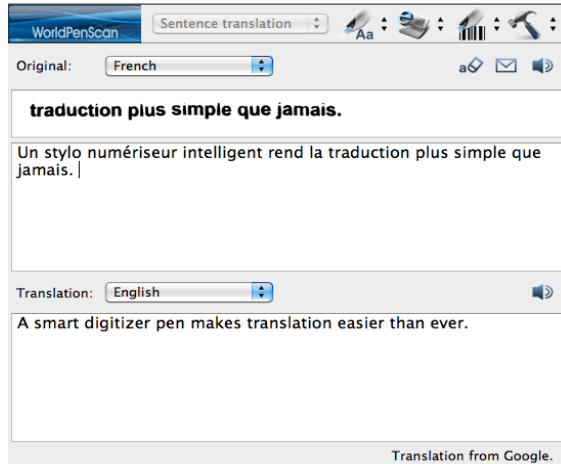 WorldPenScan
Sentence translation
Aa
Original:
French
a
traduction plus simple que jamais.
Un stylo numériseur intelligent rend la traduction plus simple que
jamais.
Translation:
English
A smart digitizer pen makes translation easier than ever.
Translation from Google.